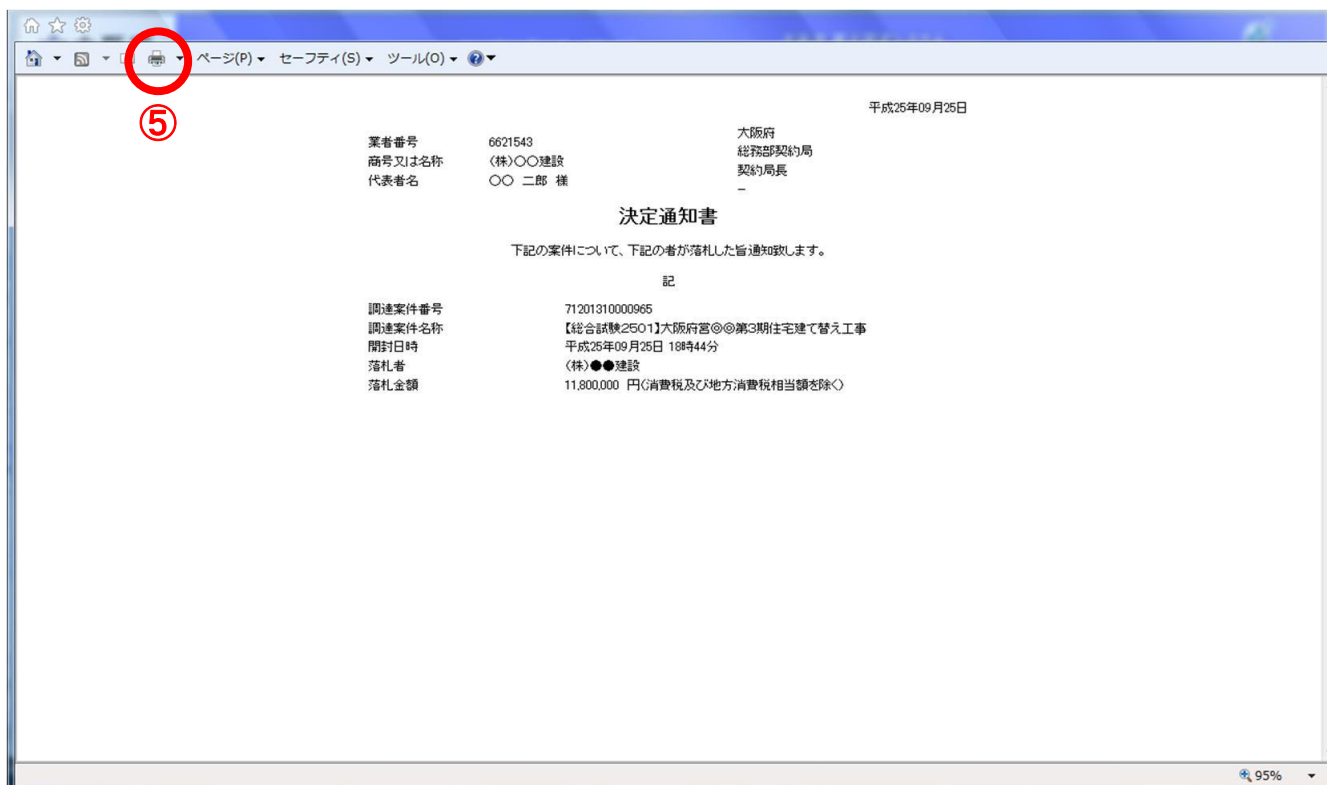 ページ(P) セーフティ(S) ツール(O)
⑤
平成25年09月25日
業者番号 6621543
商号又は名称 (株)〇〇建設
代表者名 〇〇 二郎 様
大阪府
総務部契約局
契約局長
−
決定通知書
下記の案件について、下記の者が落札した旨通知致します。
記
調達案件番号 71201310000965
調達案件名称 【総合試験2501】大阪府営◎◎第3期住宅建て替え工事
開封日時 平成25年09月25日 18時44分
落札者 (株)●●建設
落札金額 11,800,000 円(消費税及び地方消費税相当額を除く)
95%